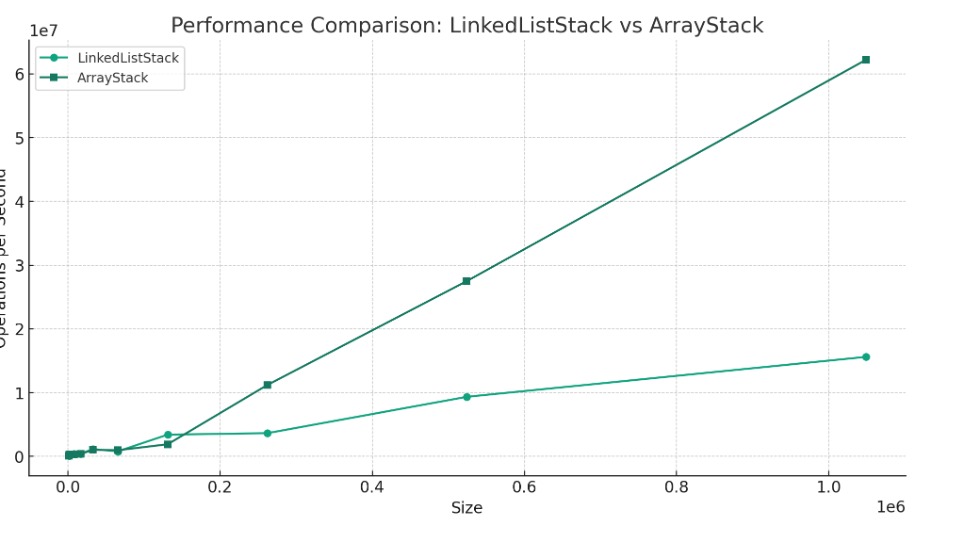 Performance Comparison: LinkedListStack vs ArrayStack
1e7
LinkedListStack
ArrayStack
6
5
4
3
2
1
0
Operations per Second
0.0 0.2 0.4 0.6 0.8 1.0
Size
1e6